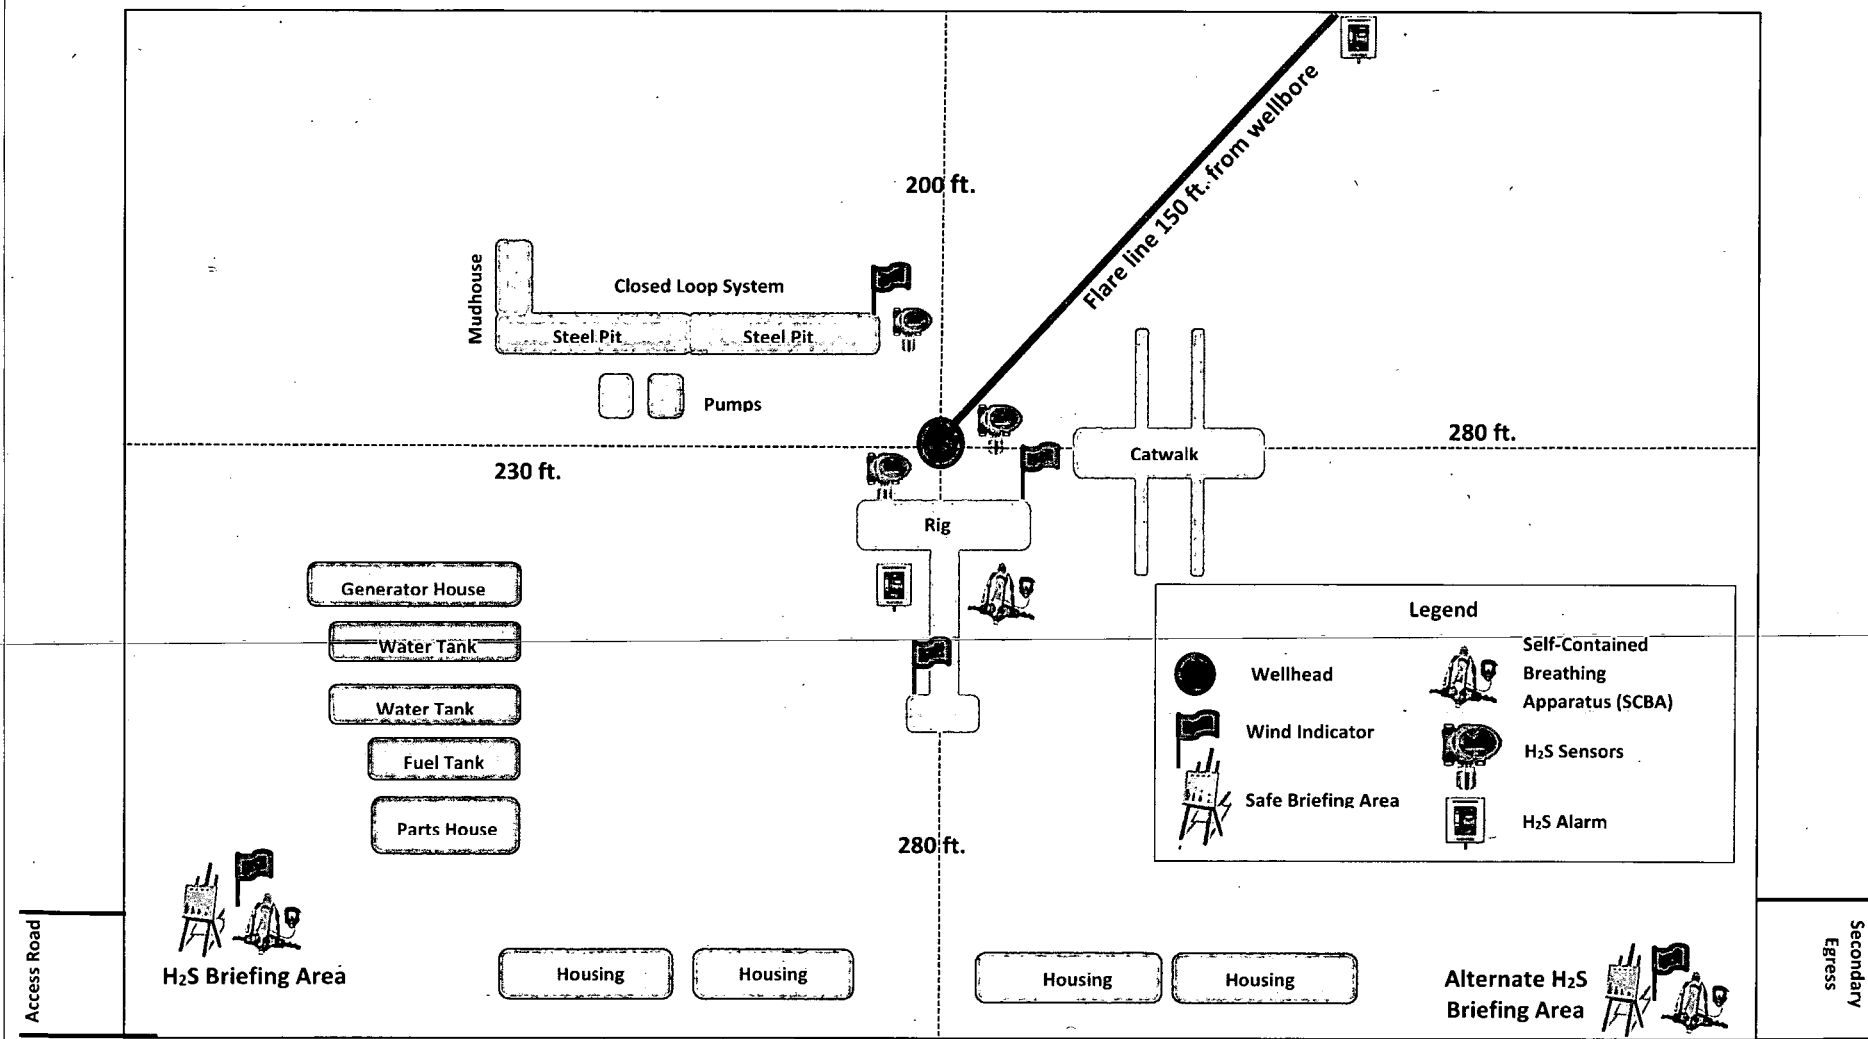 200 ft.
Flare line 150 ft. from wellbore
Mudhouse
Closed Loop System
Steel Pit
Steel Pit
Pumps
230 ft.
280 ft.
Catwalk
Rig
Generator House
Water Tank
Water Tank
Fuel Tank
Parts House
280 ft.
Legend
Wellhead
Wind Indicator
Safe Briefing Area
Self-Contained
Breathing
Apparatus (SCBA)
H₂S Sensors
H₂S Alarm
Access Road
H₂S Briefing Area
Housing
Housing
Housing
Housing
Alternate H₂S
Briefing Area
Secondary
Egress